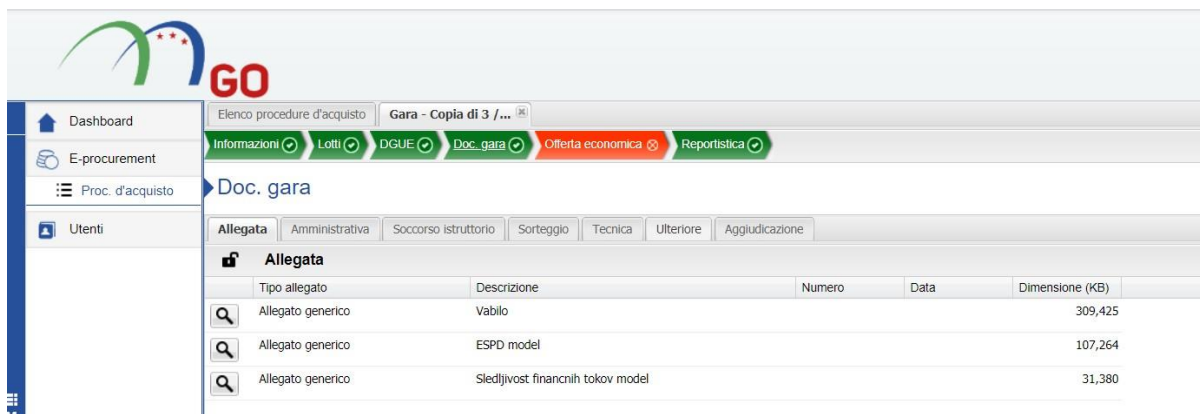 GO
Dashboard
E-procurement
Proc. d'acquisto
Utenti
Elenco procedure d'acquisto Gara - Copia di 3 /...
Informazioni Lotti DGUE Doc. gara Offerta economica Reportistica
Doc. gara
Allegata Amministrativa Soccorso istruttorio Sorteggio Tecnica Ulteriore Aggiudicazione
Allegata
Tipo allegato Descrizione Numero Data Dimensione (KB)
Allegato generico Vabilo 309,425
Allegato generico ESPD model 107,264
Allegato generico Sledljivost financnih tokov model 31,380